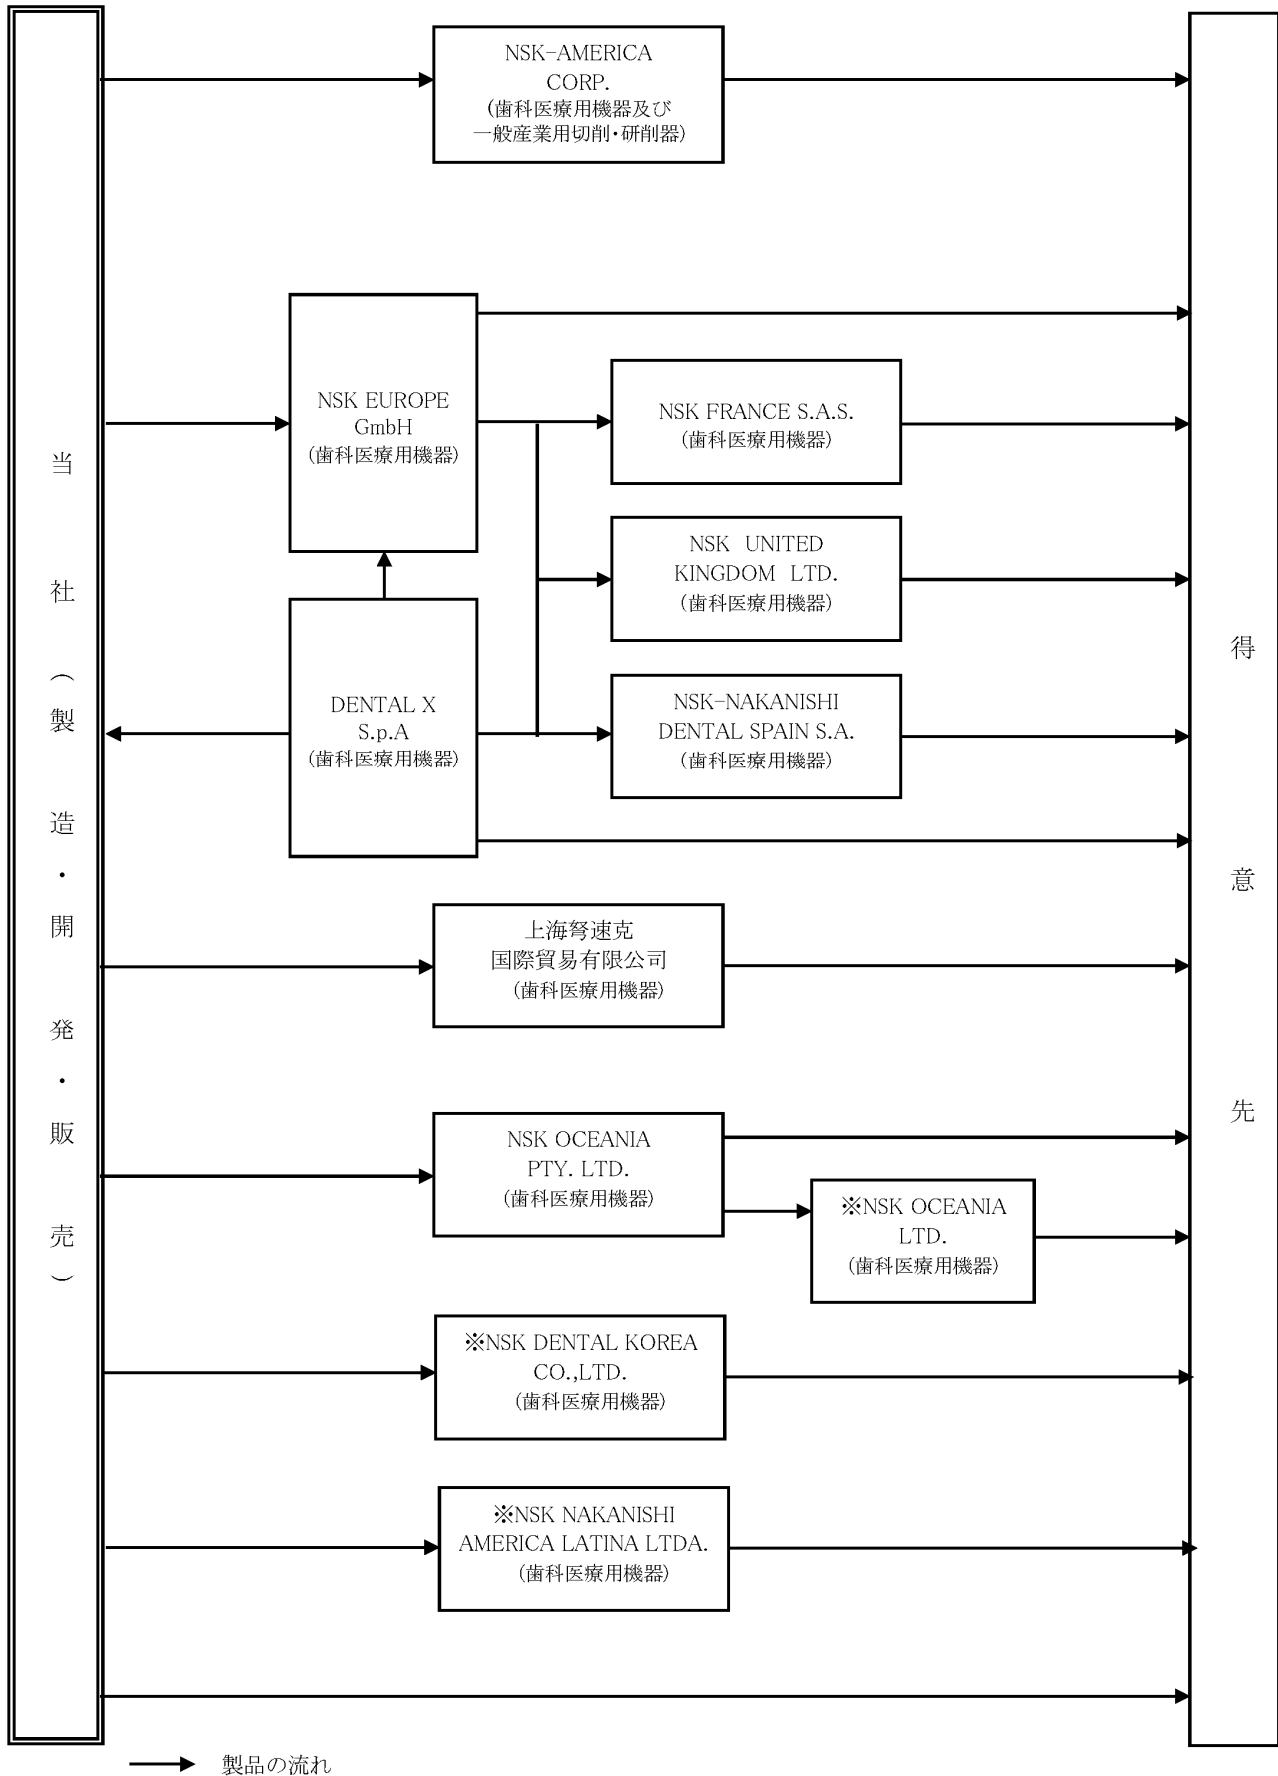 当社(製造・開発・販売)
NSK-AMERICA
CORP.
(歯科医療用機器及び
一般産業用切削・研削器)
NSK EUROPE
GmbH
(歯科医療用機器)
NSK FRANCE S.A.S.
(歯科医療用機器)
NSK UNITED
KINGDOM LTD.
(歯科医療用機器)
DENTAL X
S.p.A
(歯科医療用機器)
NSK-NAKANISHI
DENTAL SPAIN S.A.
(歯科医療用機器)
上海弩速克
国際貿易有限公司
(歯科医療用機器)
NSK OCEANIA
PTY. LTD.
(歯科医療用機器)
※NSK OCEANIA
LTD.
(歯科医療用機器)
※NSK DENTAL KOREA
CO.,LTD.
(歯科医療用機器)
※NSK NAKANISHI
AMERICA LATINA LTDA.
(歯科医療用機器)
得意先
製品の流れ